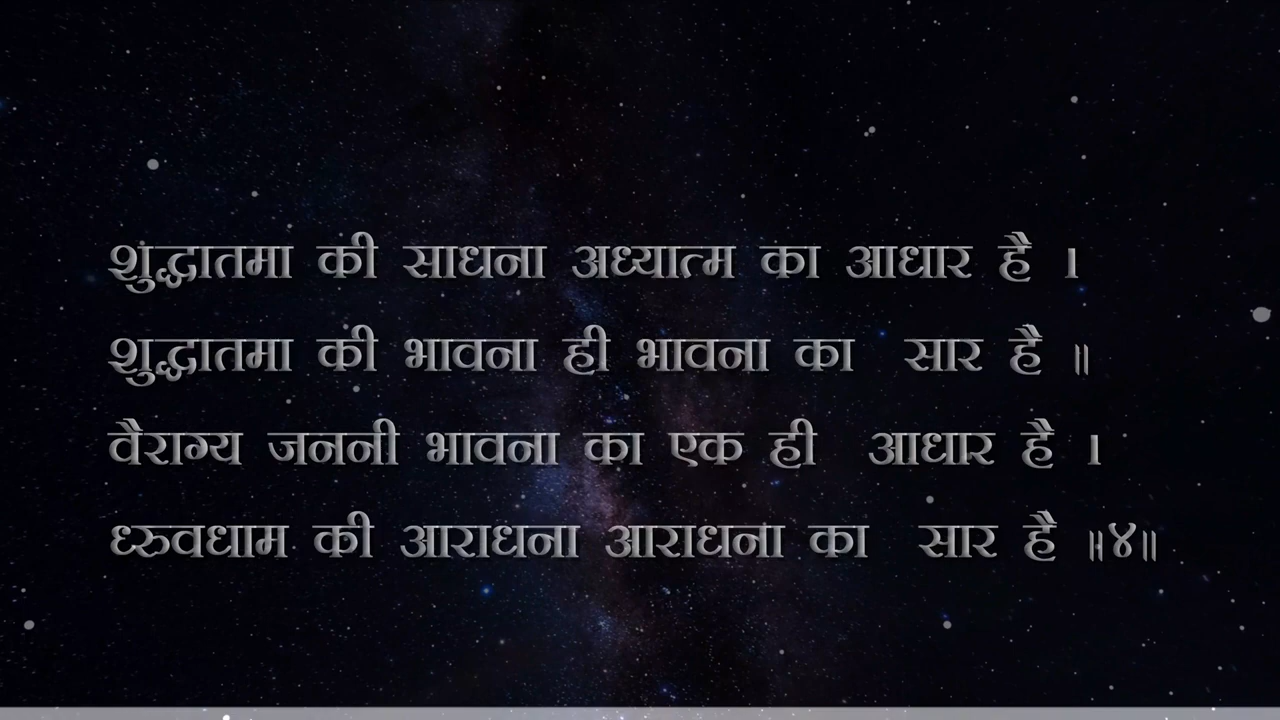 शुद्धातमा की साधना अध्यात्म का आधार है ।
शुद्धातमा की भावना ही भावना का सार है ॥
वैराग्य जननी भावना का एक ही आधार है ।
ध्रुवधाम की आराधना आराधना का सार है ॥४॥